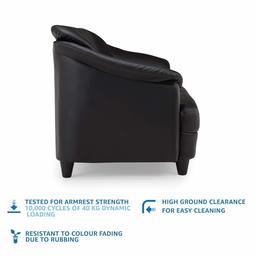 TESTED FOR ARMREST STRENGTH
10,000 CYCLES OF 40 KG DYNAMIC
LOADING
HIGH GROUND CLEARANCE
FOR EASY CLEANING
RESISTANT TO COLOUR FADING
DUE TO RUBBING